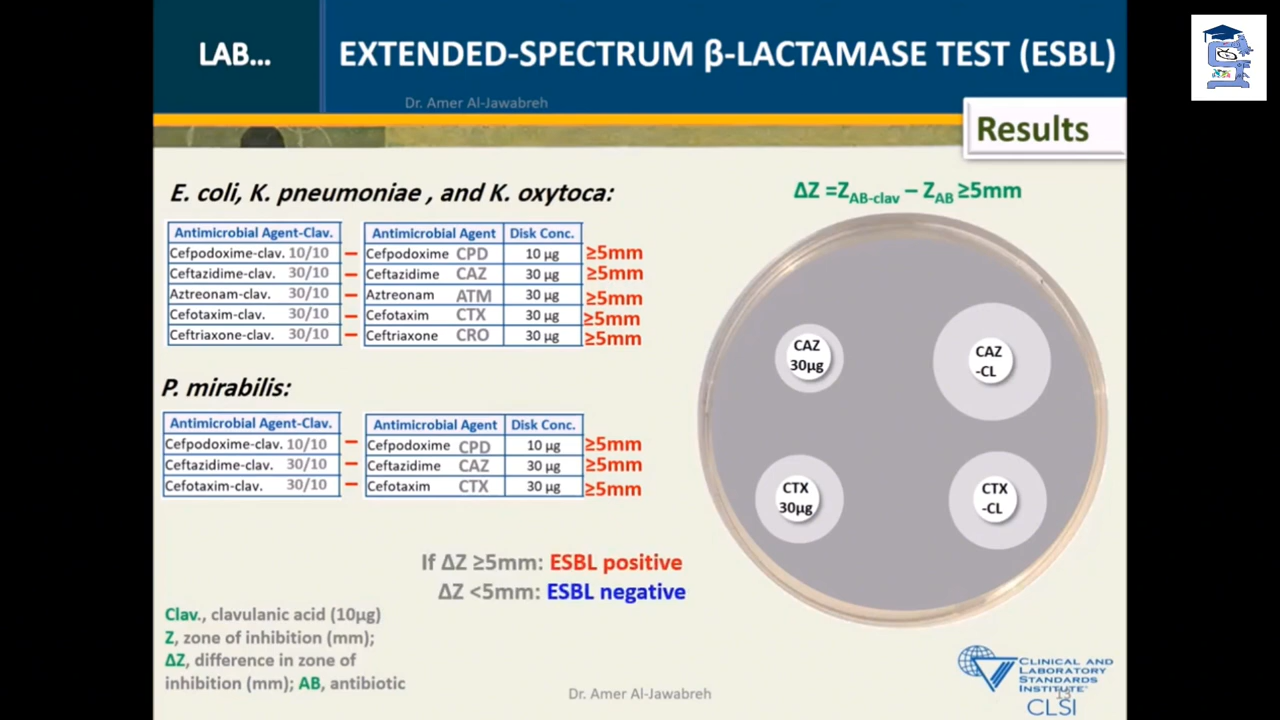 LAB...
EXTENDED-SPECTRUM β-LACTAMASE TEST (ESBL)
Dr. Amer Al-Jawabreh
Results
E. coli, K. pneumoniae , and K. oxytoca:
Antimicrobial Agent-Clav. Antimicrobial Agent Disk Conc.
Cefpodoxime-clav. 10/10 – Cefpodoxime CPD 10 µg ≥5mm
Ceftazidime-clav. 30/10 – Ceftazidime CAZ 30 µg ≥5mm
Aztreonam-clav. 30/10 – Aztreonam ATM 30 µg ≥5mm
Cefotaxim-clav. 30/10 – Cefotaxim CTX 30 µg ≥5mm
Ceftriaxone-clav. 30/10 – Ceftriaxone CRO 30 µg ≥5mm
P. mirabilis:
Antimicrobial Agent-Clav. Antimicrobial Agent Disk Conc.
Cefpodoxime-clav. 10/10 – Cefpodoxime CPD 10 µg ≥5mm
Ceftazidime-clav. 30/10 – Ceftazidime CAZ 30 µg ≥5mm
Cefotaxim-clav. 30/10 – Cefotaxim CTX 30 µg ≥5mm
If ΔZ ≥5mm: ESBL positive
ΔZ <5mm: ESBL negative
Clav., clavulanic acid (10µg)
Z, zone of inhibition (mm);
ΔZ, difference in zone of
inhibition (mm); AB, antibiotic
ΔZ =ZAB-clav – ZAB ≥5mm
CAZ
30µg
CAZ
-CL
CTX
30µg
CTX
-CL
Dr. Amer Al-Jawabreh
CLINICAL AND
LABORATORY
STANDARDS
INSTITUTE
13
CLSI